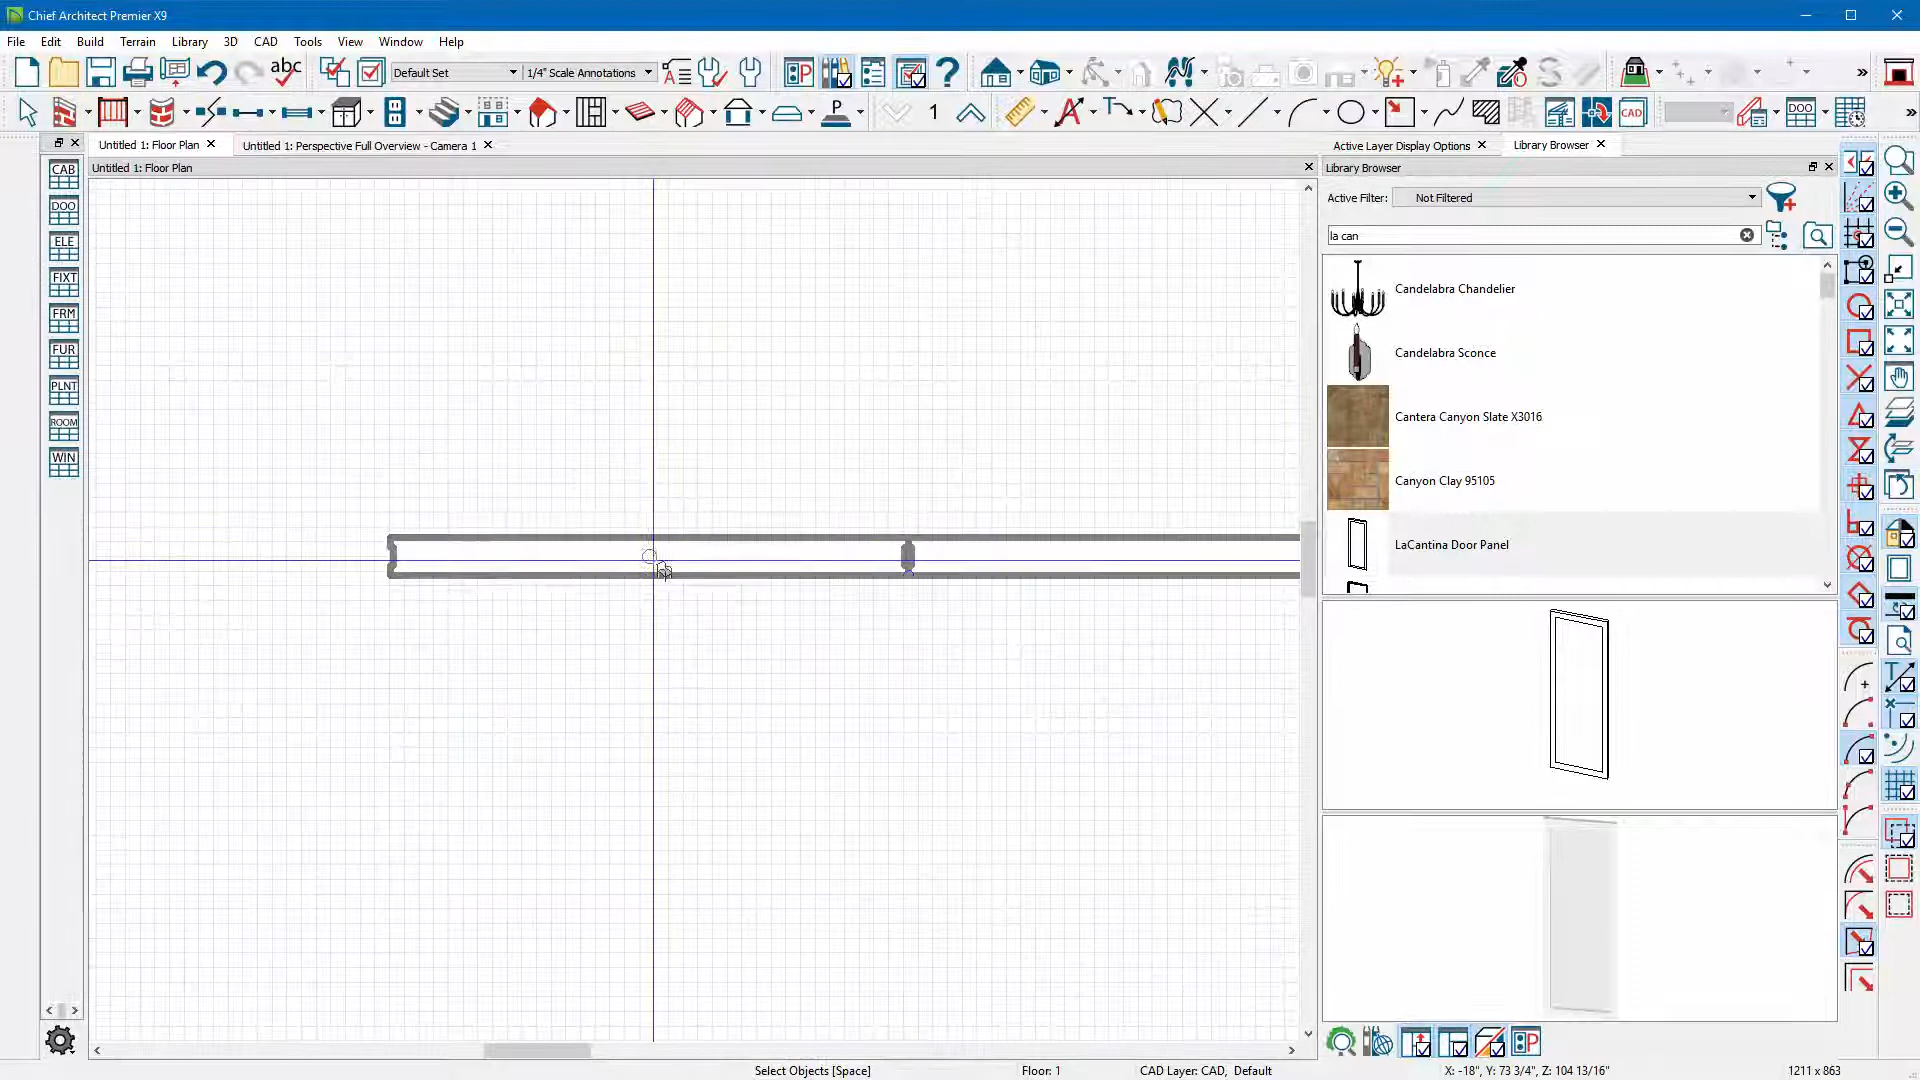 Chief Architect Premier X9
File Edit Build Terrain Library 3D CAD Tools View Window Help
abc Default Set 1/4" Scale Annotations P ? »
P 1 A CAD DOO »
Untitled 1: Floor Plan Untitled 1: Perspective Full Overview - Camera 1
Untitled 1: Floor Plan
Active Layer Display Options Library Browser
Library Browser
Active Filter: Not Filtered
la can
Candelabra Chandelier
Candelabra Sconce
Cantera Canyon Slate X3016
Canyon Clay 95105
LaCantina Door Panel
CAB
DOO
ELE
FIXT
FRM
FUR
PLNT
ROOM
WIN
P
Select Objects [Space] Floor: 1 CAD Layer: CAD, Default X: -18", Y: 73 3/4", Z: 104 13/16" 1211 x 863